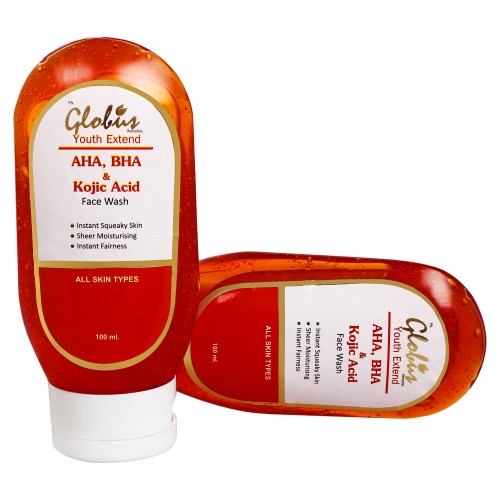 Globus
Remedies
Youth Extend
AHA, BHA
&
Kojic Acid
Face Wash
• Instant Squeaky Skin
• Sheer Moisturising
• Instant Fairness
ALL SKIN TYPES
100 ml.
Globus
Remedies
Youth Extend
AHA, BHA
&
Kojic Acid
Face Wash
• Instant Squeaky Skin
• Sheer Moisturising
• Instant Fairness
ALL SKIN TYPES
100 ml.